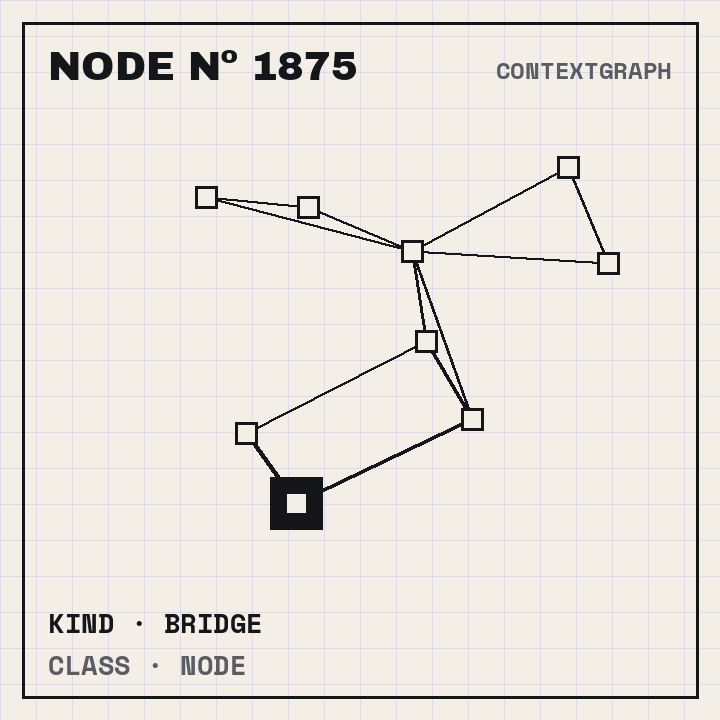 NODE Nº 1875
CONTEXTGRAPH
KIND · BRIDGE
CLASS · NODE